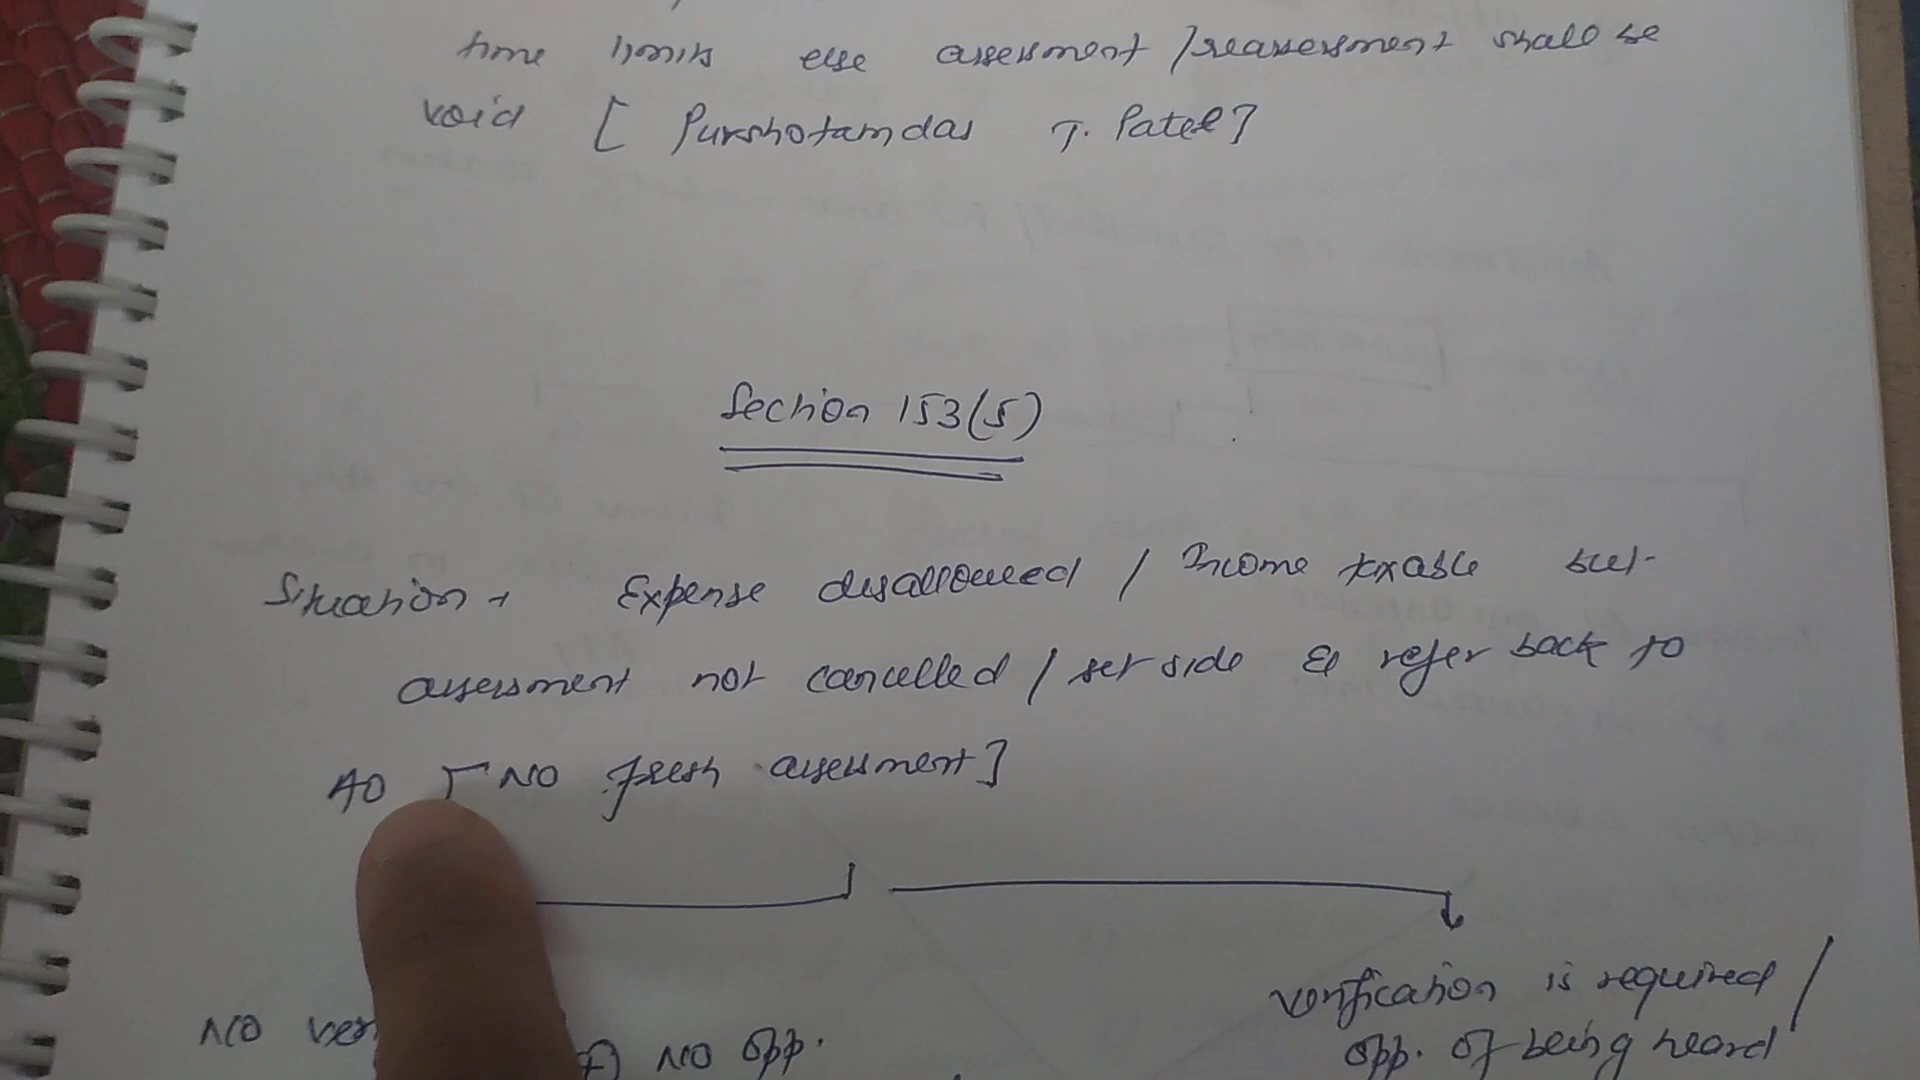 time limits else assessment / reassessment shall be
void [ Purshotamdas T. Patel ]
Section 153(5)
Situation → Expense disallowed / Income taxable but
assessment not cancelled / set side & refer back to
AO [ NO fresh assessment ]
verification is required /
NO
NO opp.
opp. of being heard